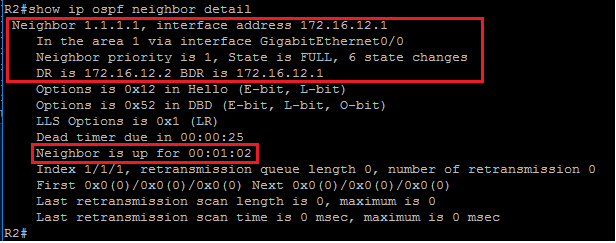 R2#show ip ospf neighbor detail
Neighbor 1.1.1.1, interface address 172.16.12.1
In the area 1 via interface GigabitEthernet0/0
Neighbor priority is 1, State is FULL, 6 state changes
DR is 172.16.12.2 BDR is 172.16.12.1
Options is 0x12 in Hello (E-bit, L-bit)
Options is 0x52 in DBD (E-bit, L-bit, O-bit)
LLS Options is 0x1 (LR)
Dead timer due in 00:00:25
Neighbor is up for 00:01:02
Index 1/1/1, retransmission queue length 0, number of retransmission 0
First 0x0(0)/0x0(0)/0x0(0) Next 0x0(0)/0x0(0)/0x0(0)
Last retransmission scan length is 0, maximum is 0
Last retransmission scan time is 0 msec, maximum is 0 msec
R2#